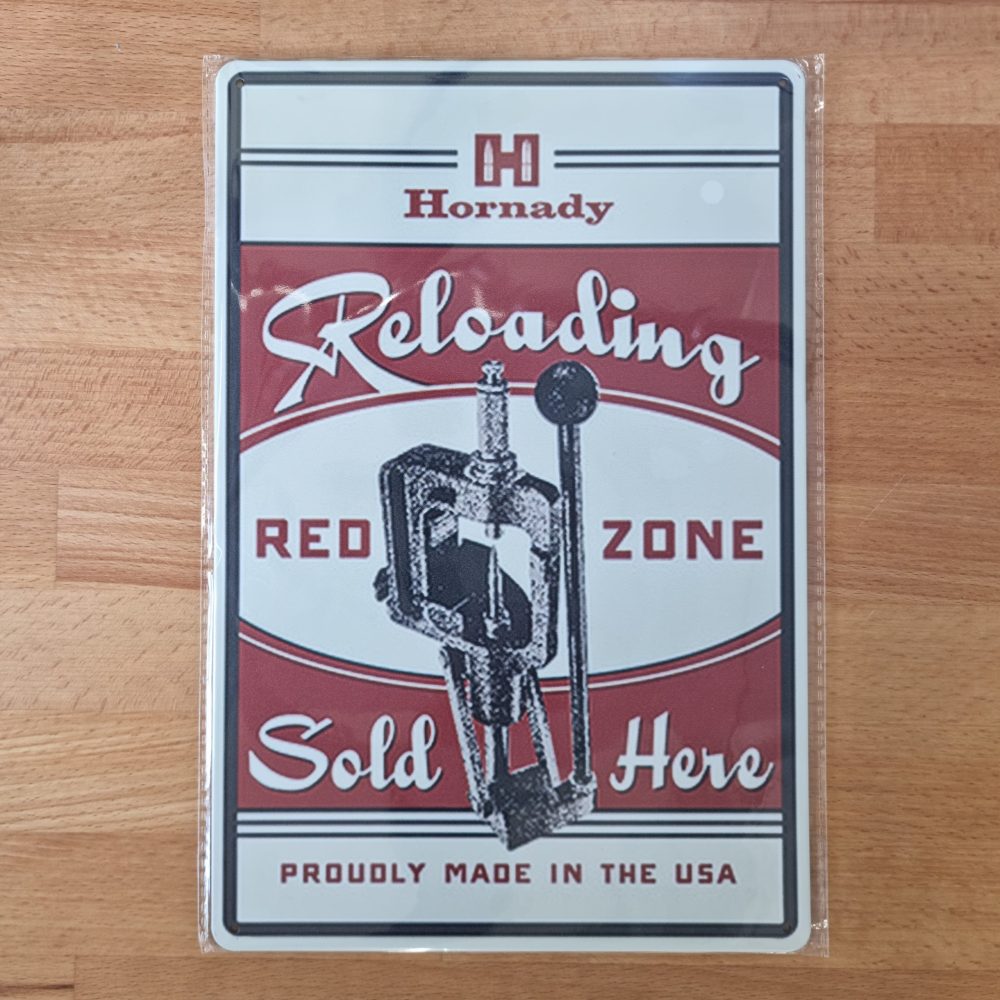 H
Hornady
Reloading
RED ZONE
Sold Here
PROUDLY MADE IN THE USA